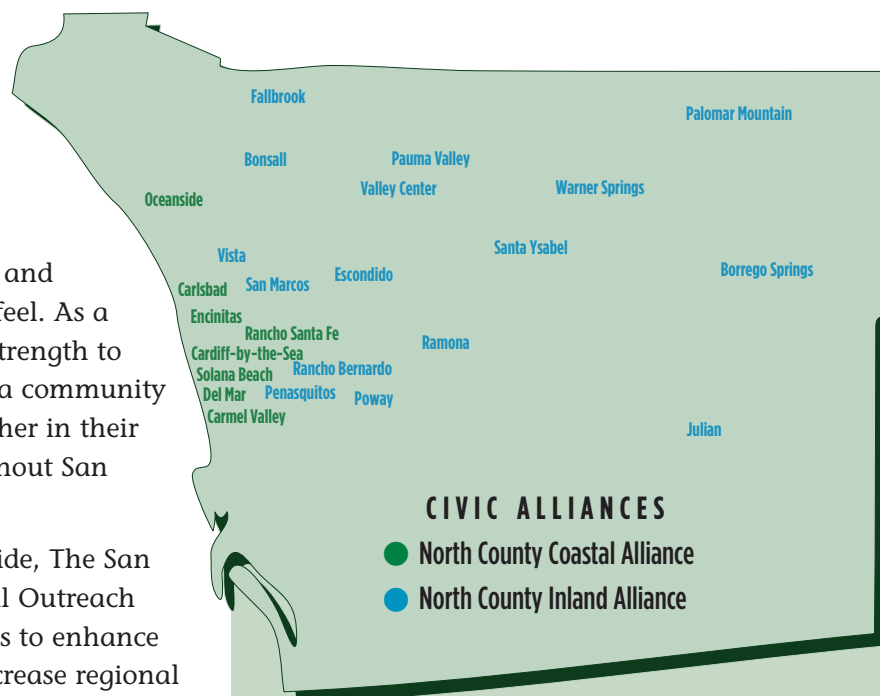 and
feel. As a
trength to
a community
her in their
hout San
ide, The San
l Outreach
s to enhance
crease regional
Fallbrook
Palomar Mountain
Bonsall
Pauma Valley
Valley Center
Warner Springs
Oceanside
Santa Ysabel
Vista
Borrego Springs
Escondido
San Marcos
Carlsbad
Encinitas
Rancho Santa Fe
Ramona
Cardiff-by-the-Sea
Rancho Bernardo
Solana Beach
Del Mar
Penasquitos
Poway
Carmel Valley
Julian
CIVIC ALLIANCES
North County Coastal Alliance
North County Inland Alliance